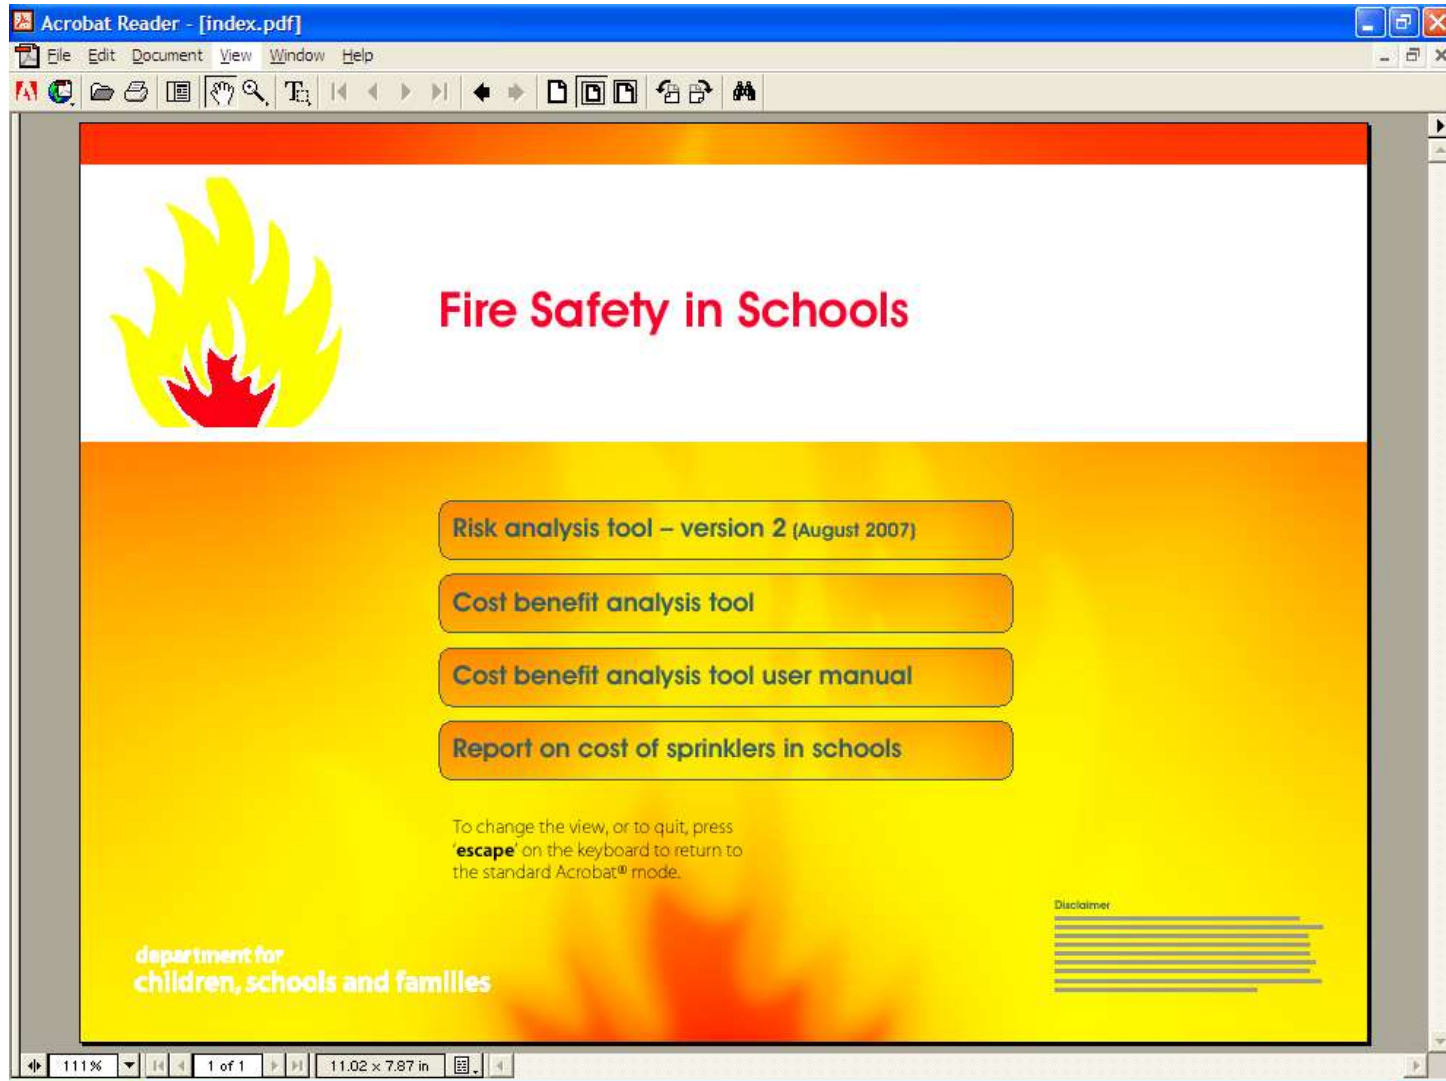 Acrobat Reader - [index.pdf]
File Edit Document View Window Help
Fire Safety in Schools
Risk analysis tool – version 2 (August 2007)
Cost benefit analysis tool
Cost benefit analysis tool user manual
Report on cost of sprinklers in schools
To change the view, or to quit, press
‘escape’ on the keyboard to return to
the standard Acrobat® mode.
Disclaimer
department for
children, schools and families
111% 1 of 1 11.02 x 7.87 in